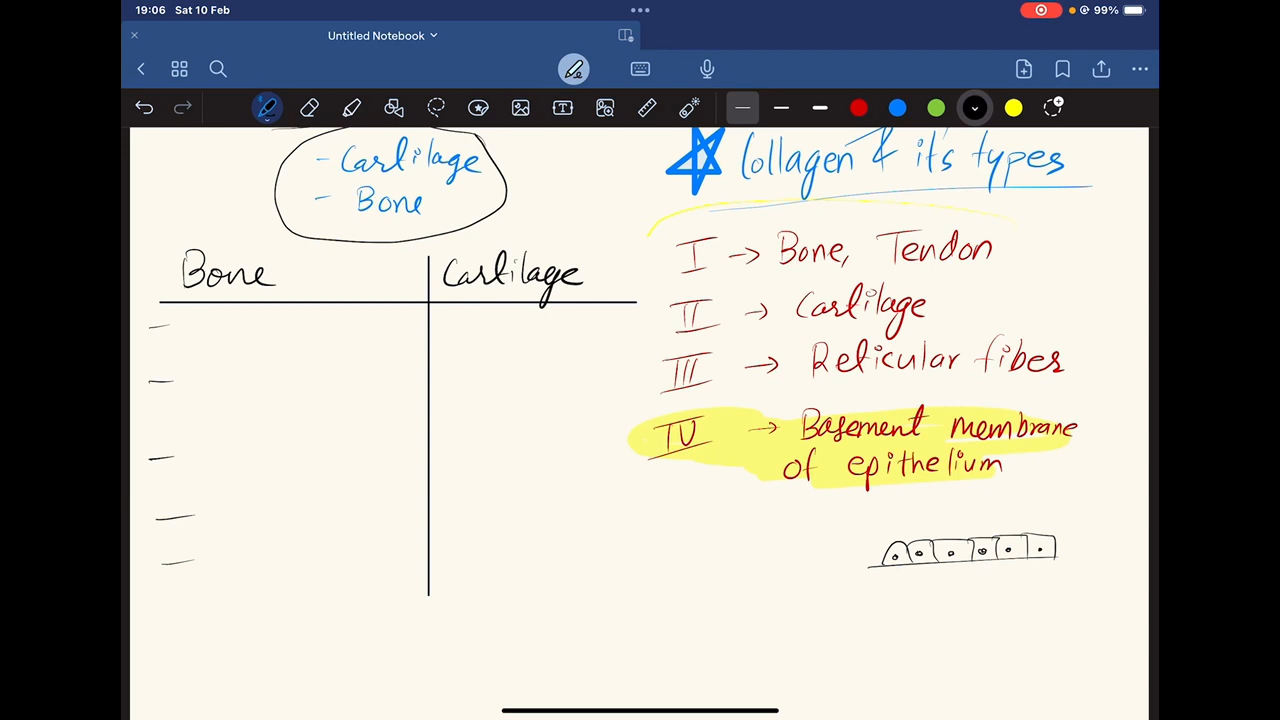 19:06 Sat 10 Feb
99%
Untitled Notebook
- Cartilage
- Bone
Bone
Cartilage
Collagen & it's types
I → Bone, Tendon
II → Cartilage
III → Reticular fiber
IV → Basement membrane
of epithelium